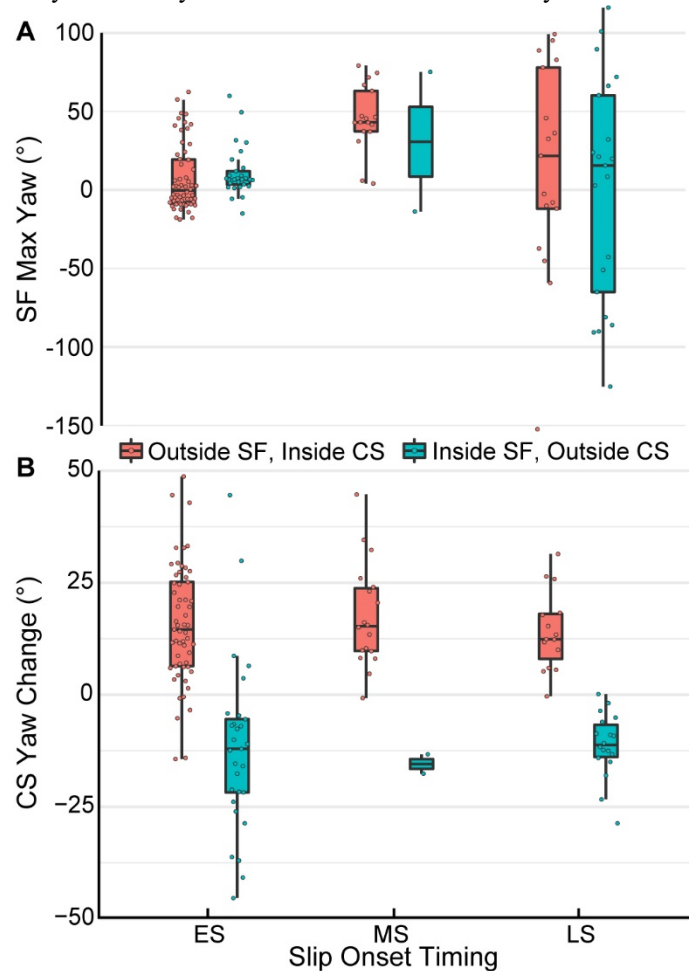 A
SF Max Yaw (°)
100
50
0
-50
-100
-150
Outside SF, Inside CS
Inside SF, Outside CS
B
CS Yaw Change (°)
50
25
0
−25
−50
ES
MS
LS
Slip Onset Timing